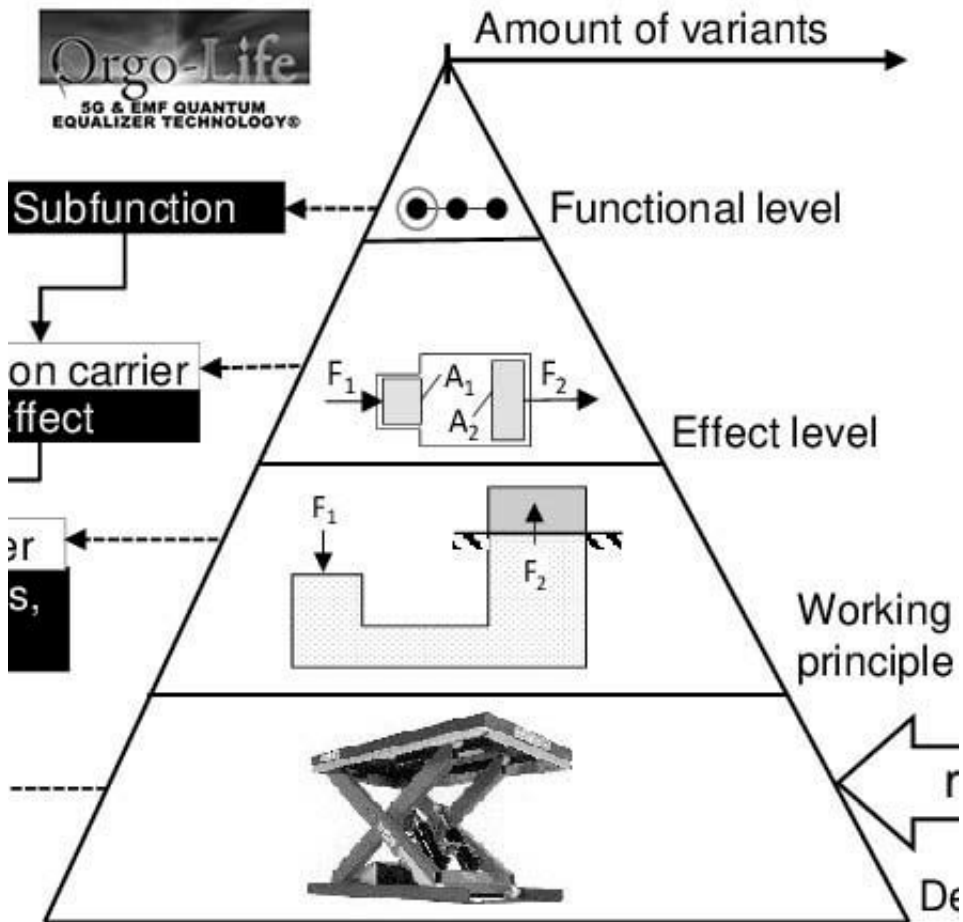 Amount of variants
Orgo-Life
5G & EMF QUANTUM
EQUALIZER TECHNOLOGY®
Subfunction
Functional level
on carrier
Effect
F1
A1
A2
F2
Effect level
er
s,
F1
F2
Working
principle
r
De